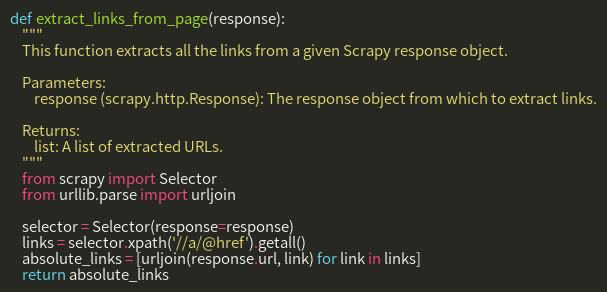 def extract_links_from_page(response):
    """
    This function extracts all the links from a given Scrapy response object.

    Parameters:
        response (scrapy.http.Response): The response object from which to extract links.

    Returns:
        list: A list of extracted URLs.
    """
    from scrapy import Selector
    from urllib.parse import urljoin

    selector = Selector(response=response)
    links = selector.xpath('//a/@href').getall()
    absolute_links = [urljoin(response.url, link) for link in links]
    return absolute_links